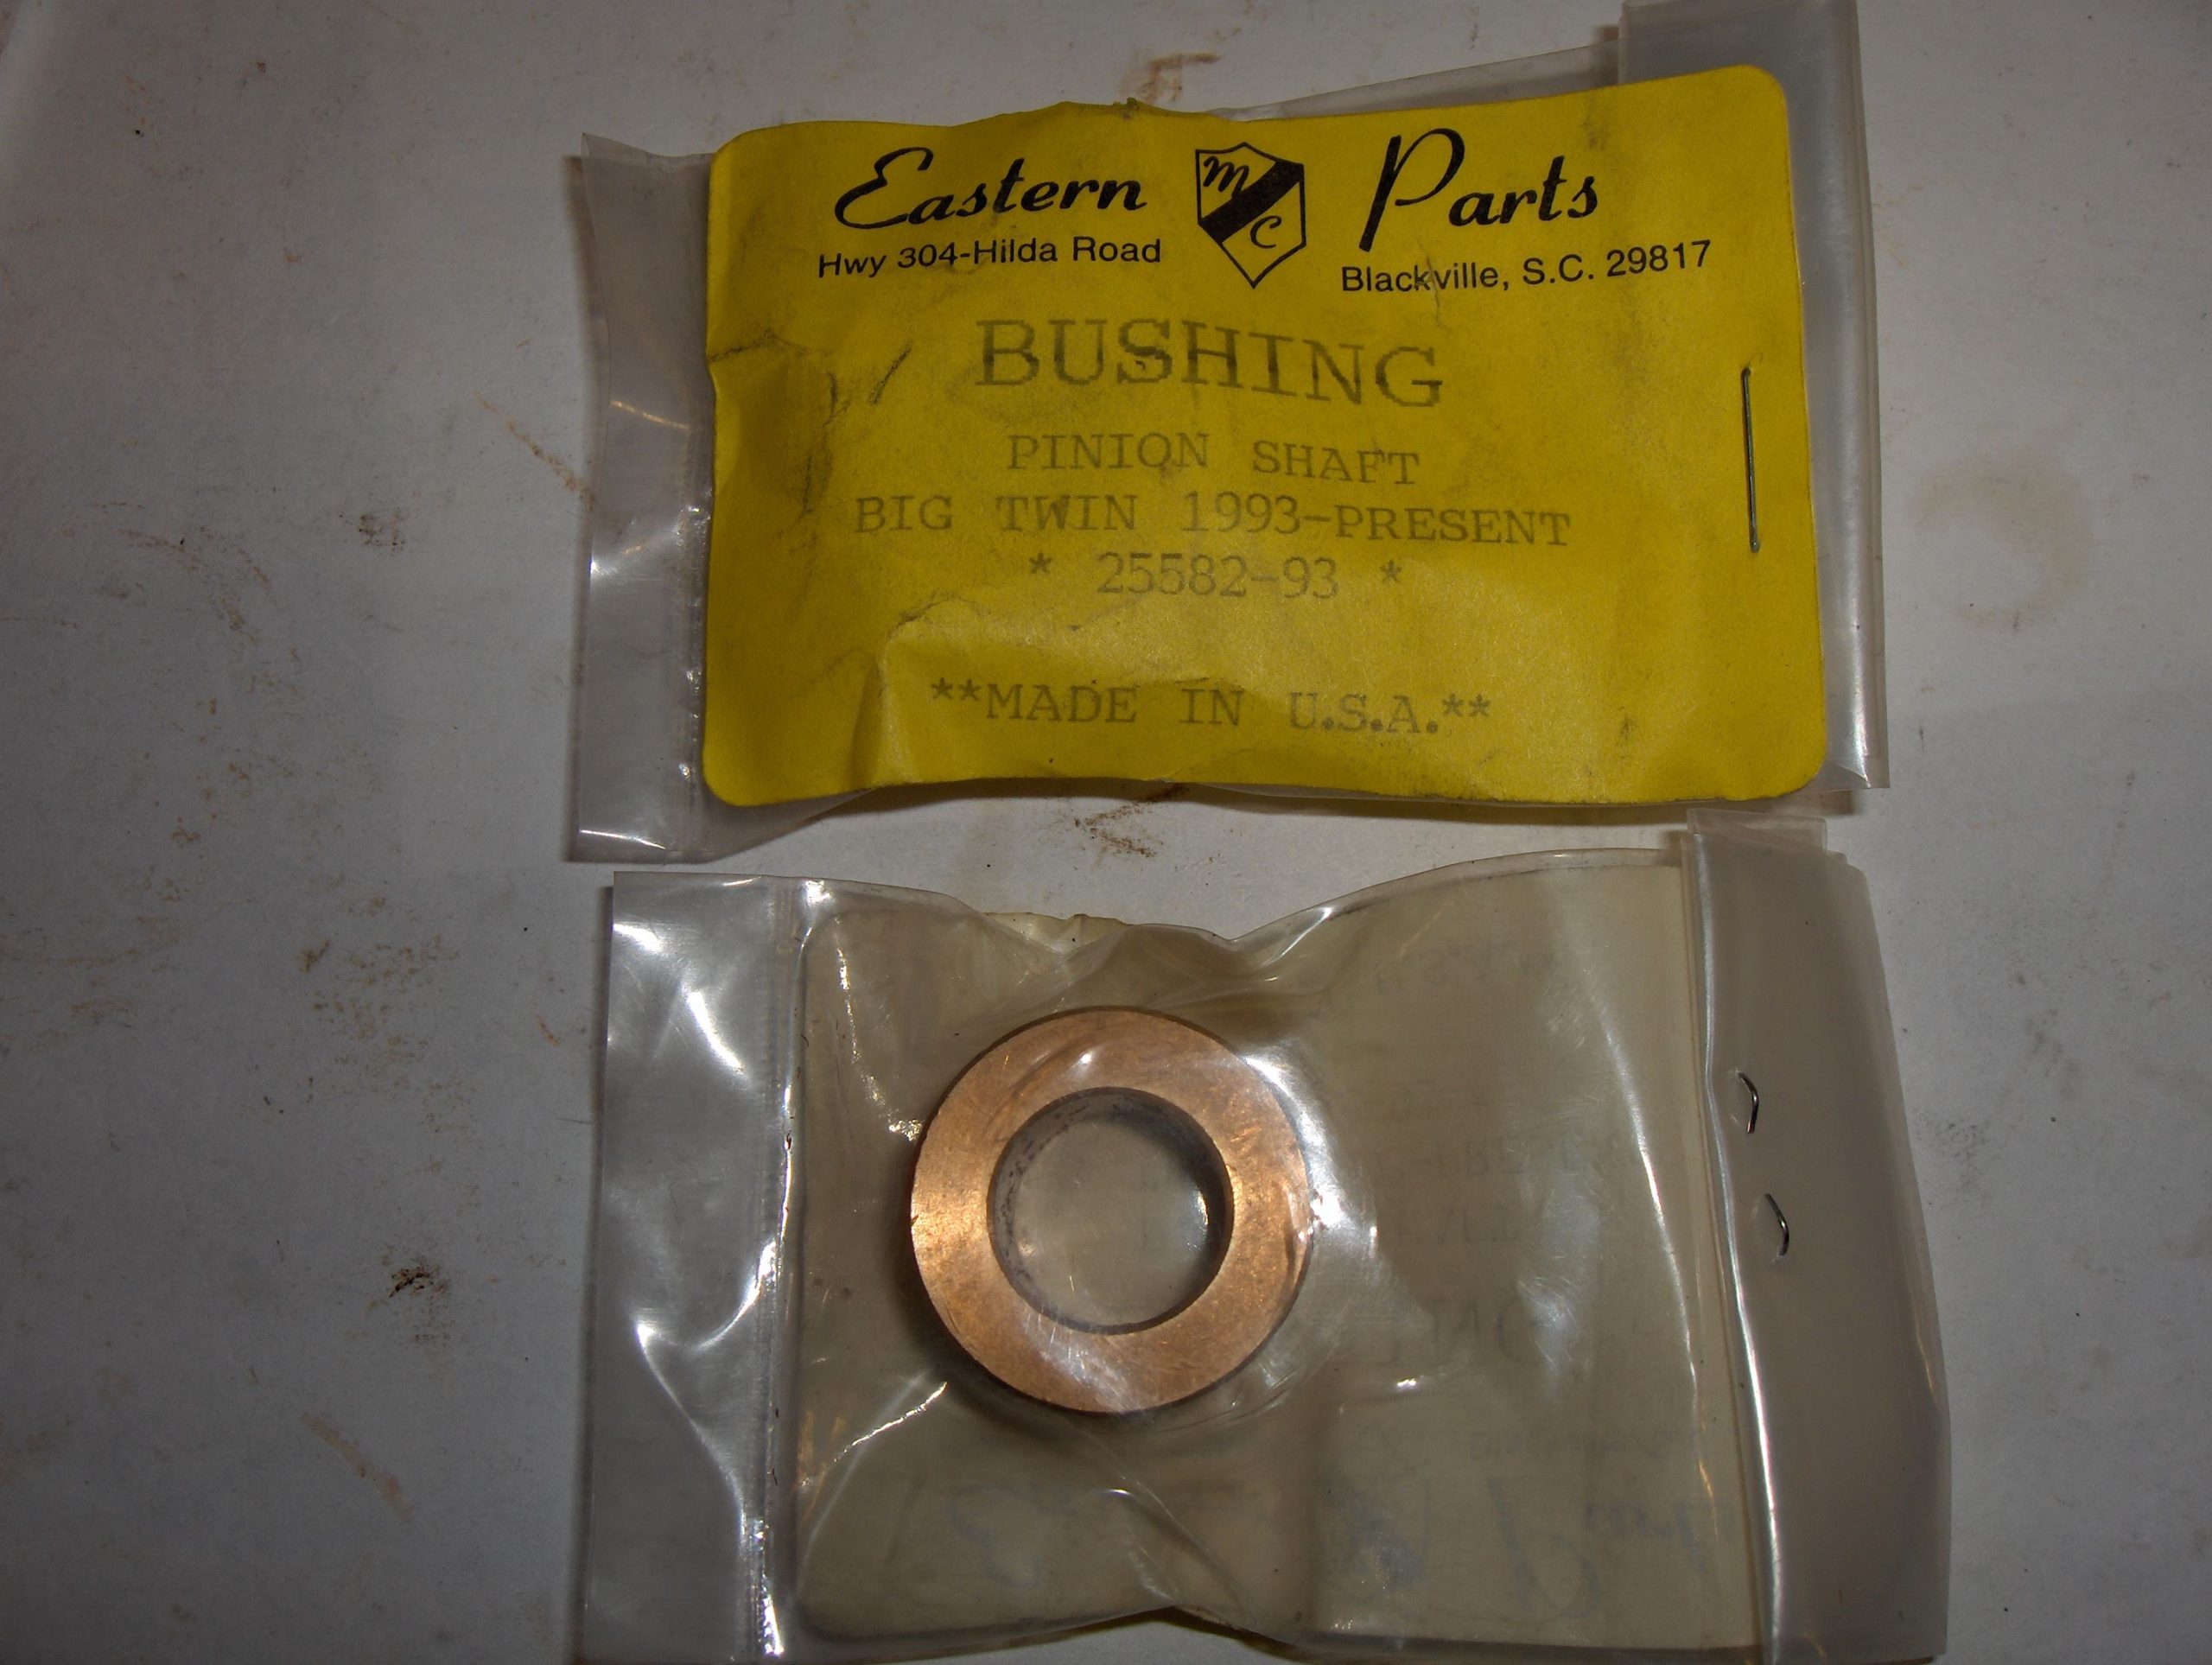 Eastern MC Parts
Hwy 304-Hilda Road Blackville, S.C. 29817
BUSHING
PINION SHAFT
BIG TWIN 1993-PRESENT
* 25582-93 *
**MADE IN U.S.A.**